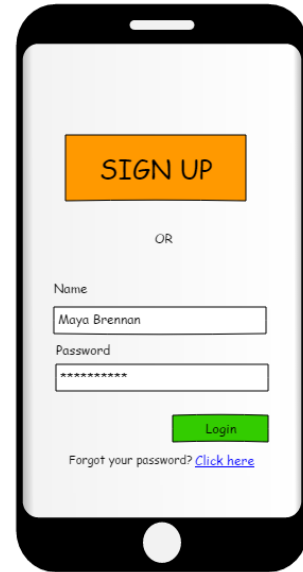 SIGN UP
OR
Name
Maya Brennan
Password
**********
Login
Forgot your password? Click here